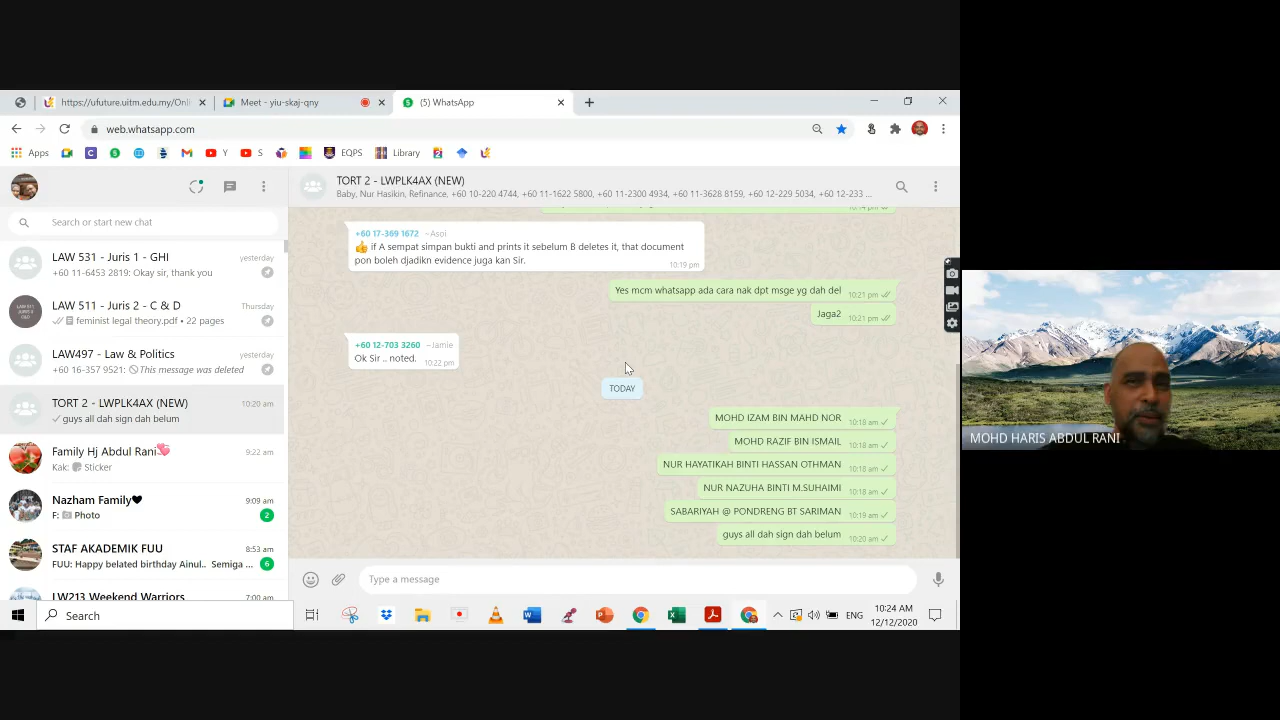 https://ufuture.uitm.edu.my/Onli
Meet - yiu-skaj-qny
(5) WhatsApp
web.whatsapp.com
Apps
Y
S
EQPS
Library
TORT 2 - LWPLK4AX (NEW)
Baby, Nur Hasikin, Refinance, +60 10-220 4744, +60 11-1622 5800, +60 11-2300 4934, +60 11-3628 8159, +60 12-229 5034, +60 12-233 ...
Search or start new chat
LAW 531 - Juris 1 - GHI
yesterday
+60 11-6453 2819: Okay sir, thank you
LAW 511 - Juris 2 - C & D
Thursday
feminist legal theory.pdf • 22 pages
LAW497 - Law & Politics
yesterday
+60 16-357 9521: This message was deleted
TORT 2 - LWPLK4AX (NEW)
10:20 am
guys all dah sign dah belum
Family Hj Abdul Rani
9:22 am
Kak: Sticker
Nazham Family
9:09 am
F: Photo
2
STAF AKADEMIK FUU
8:53 am
FUU: Happy belated birthday Ainul.. Semiga ...
6
LW213 Weekend Warriors
7:00 am
+60 17-369 1672 ~Asoi
if A sempat simpan bukti and prints it sebelum B deletes it, that document
pon boleh djadikn evidence juga kan Sir.
10:19 pm
Yes mcm whatsapp ada cara nak dpt msge yg dah del
10:21 pm
Jaga2
10:21 pm
+60 12-703 3260 ~Jamie
Ok Sir .. noted.
10:22 pm
TODAY
MOHD IZAM BIN MAHD NOR
10:18 am
MOHD RAZIF BIN ISMAIL
10:18 am
NUR HAYATIKAH BINTI HASSAN OTHMAN
10:18 am
NUR NAZUHA BINTI M.SUHAIMI
10:18 am
SABARIYAH @ PONDRENG BT SARIMAN
10:19 am
guys all dah sign dah belum
10:20 am
Type a message
Search
ENG
10:24 AM
12/12/2020
MOHD HARIS ABDUL RANI